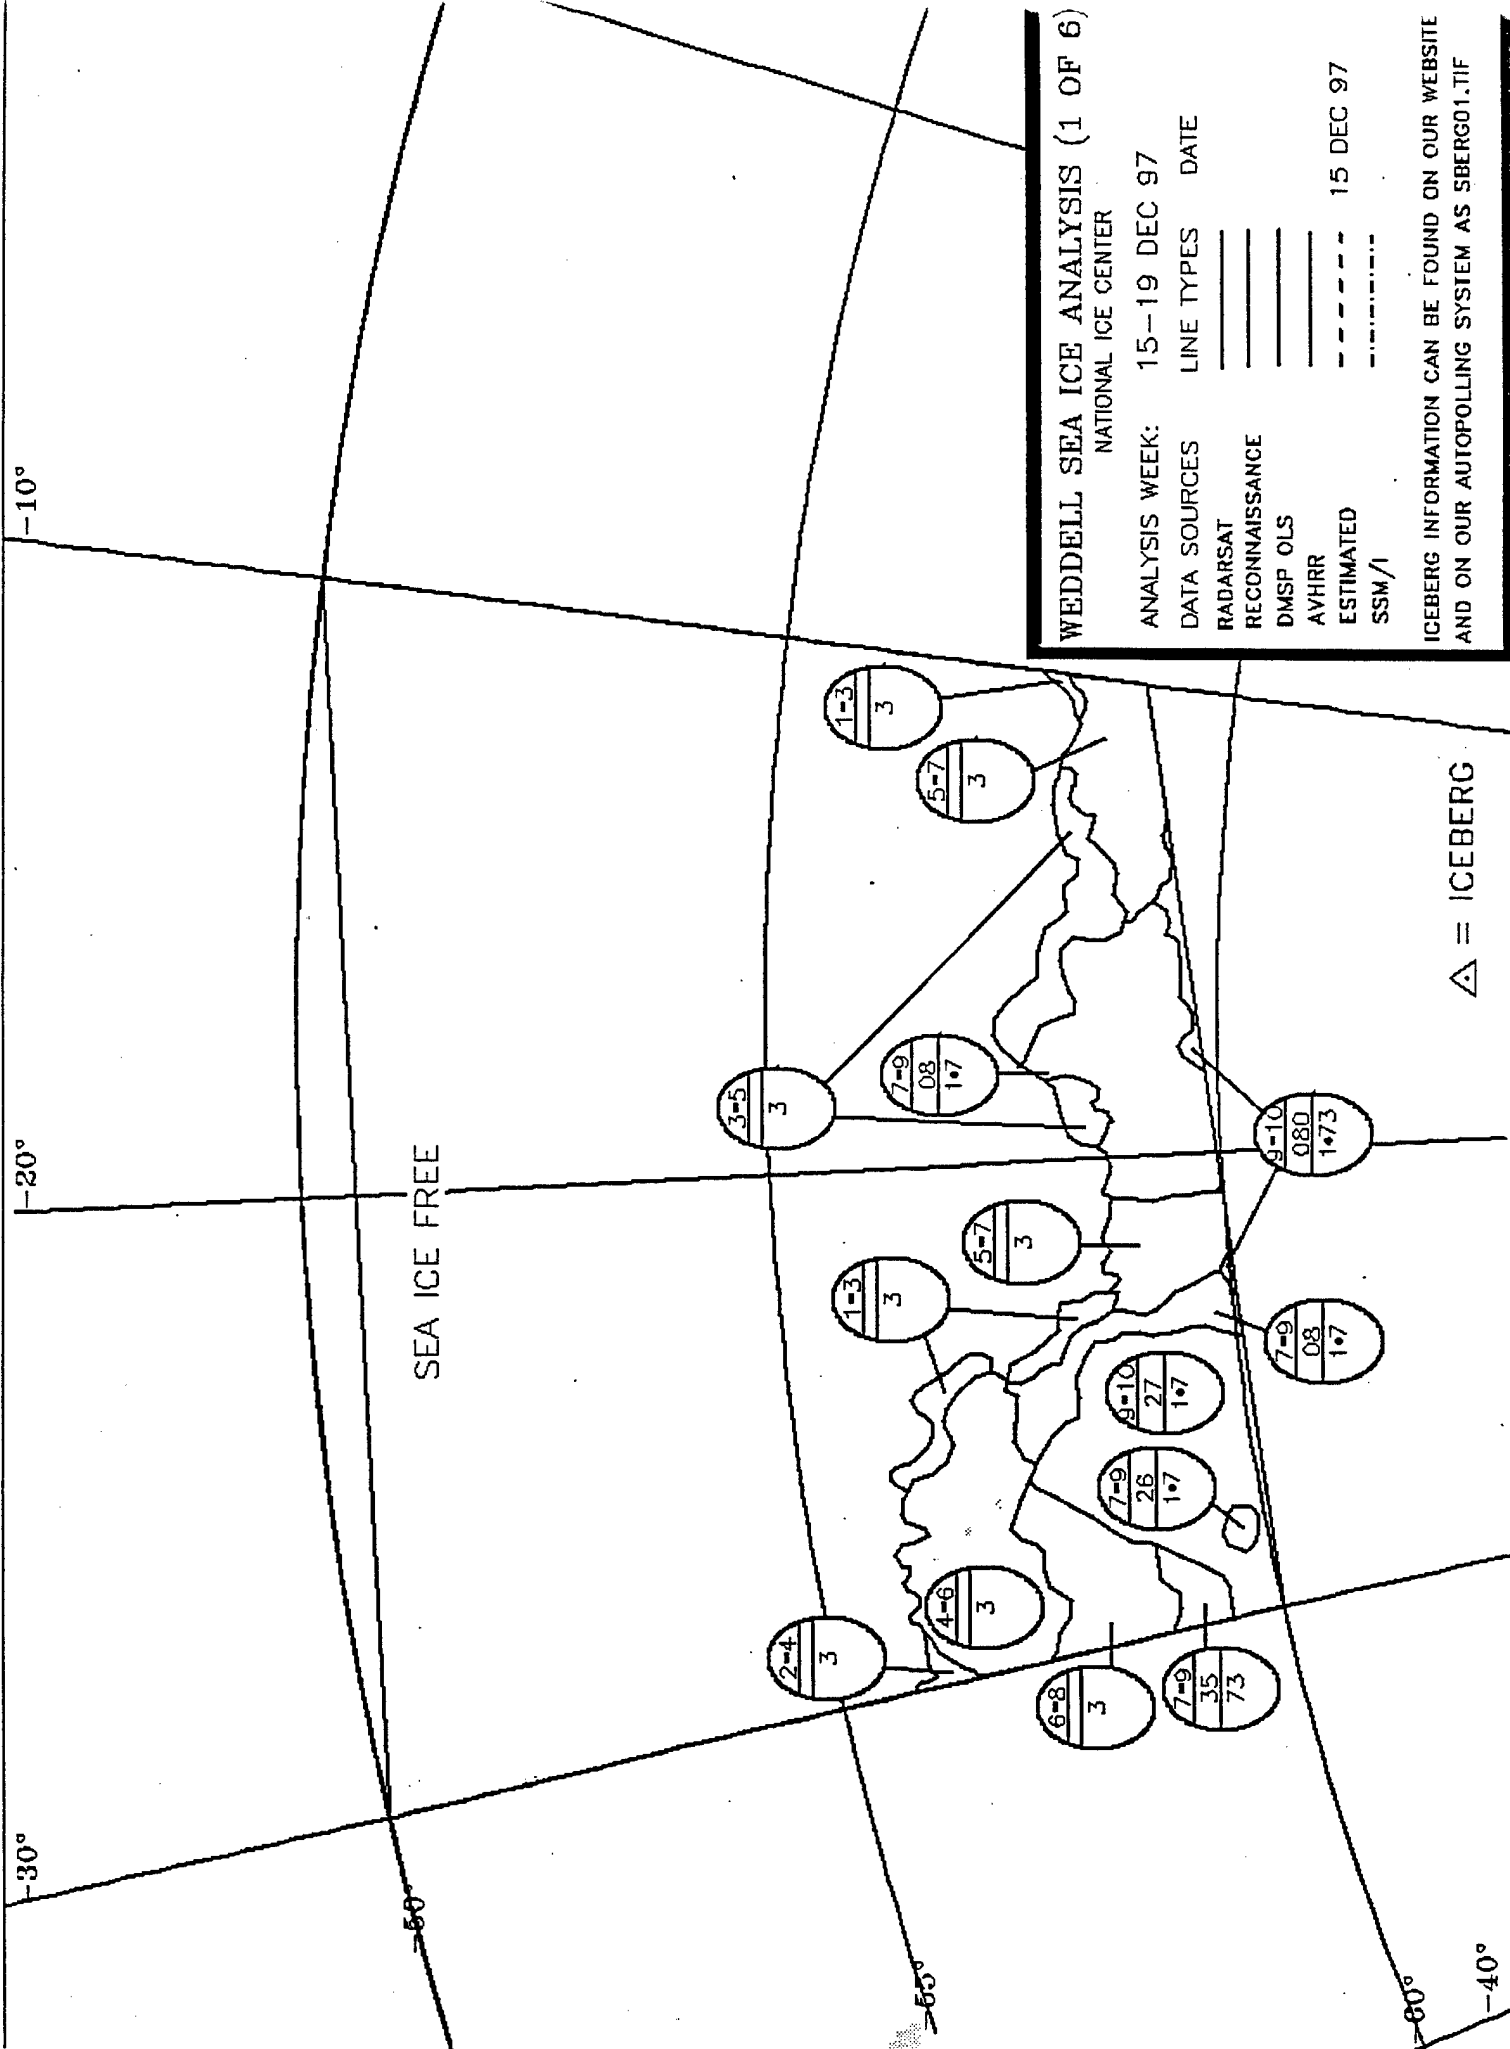 -30°
-20°
-10°
-50°
SEA ICE FREE
-55°
2-4
3
4-6
3
1-3
3
5-7
3
3-5
3
7-9
08
1•7
5-7
3
1-3
3
6-8
3
7-9
35
73
7-9
26
1•7
9-10
27
1•7
7-9
08
1•7
9-10
080
1•73
-60°
-40°
△ = ICEBERG
WEDDELL SEA ICE ANALYSIS (1 OF 6)
NATIONAL ICE CENTER
ANALYSIS WEEK: 15-19 DEC 97
DATA SOURCES LINE TYPES DATE
RADARSAT
RECONNAISSANCE
DMSP OLS
AVHRR
ESTIMATED 15 DEC 97
SSM/I
ICEBERG INFORMATION CAN BE FOUND ON OUR WEBSITE
AND ON OUR AUTOPOLLING SYSTEM AS SBERG01.TIF